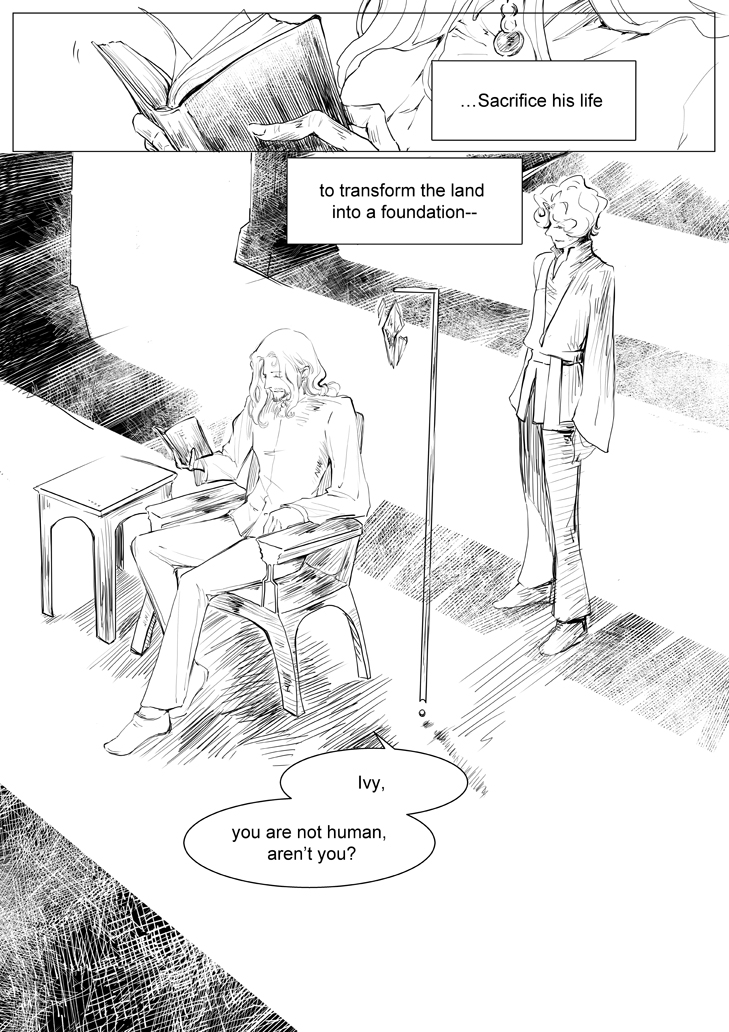 …Sacrifice his life
to transform the land
into a foundation--
Ivy,
you are not human,
aren't you?